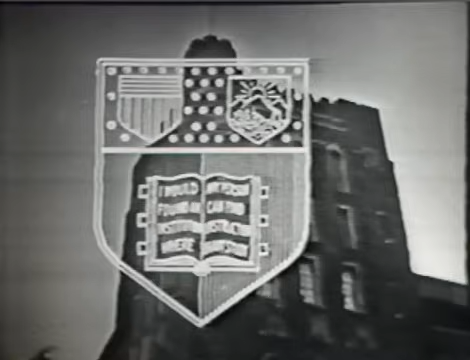 I WOULD
FOUND AN
INSTITUTION
WHERE
ANY PERSON
CAN FIND
INSTRUCTION
ANY STUDY